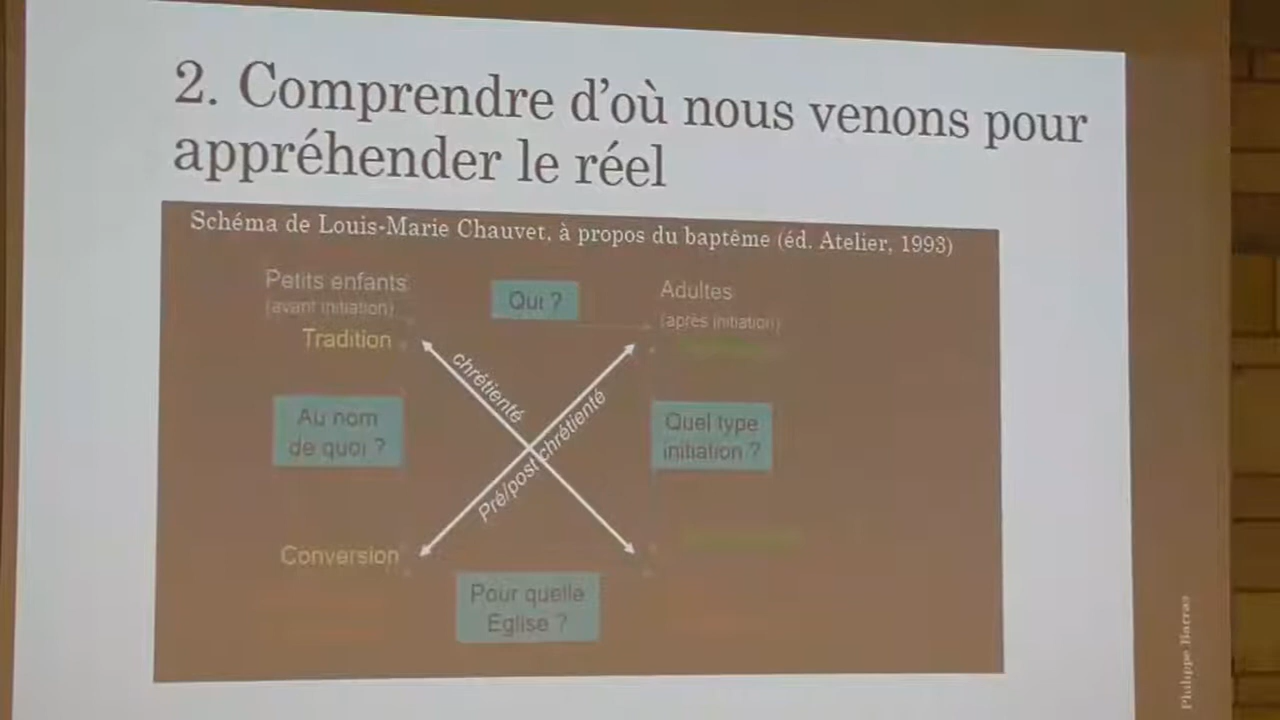 2. Comprendre d'où nous venons pour
appréhender le réel
Schéma de Louis-Marie Chauvet, à propos du baptême (éd. Atelier, 1993)
Petits enfants
(avant initiation)
Qui ?
Adultes
(après initiation)
Tradition
chrétienté
Pré/post chrétienté
Au nom
de quoi ?
Quel type
initiation ?
Conversion
Pour quelle
Eglise ?
Philippe Barras